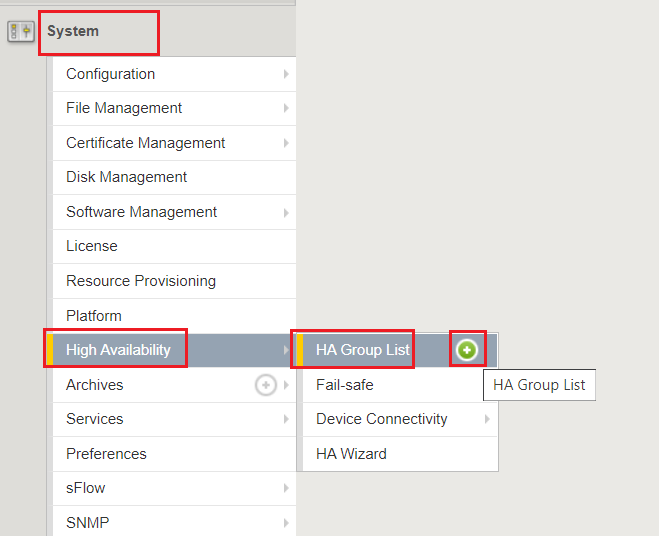 System
Configuration
File Management
Certificate Management
Disk Management
Software Management
License
Resource Provisioning
Platform
High Availability
HA Group List
Archives
Fail-safe
HA Group List
Services
Device Connectivity
Preferences
HA Wizard
sFlow
SNMP